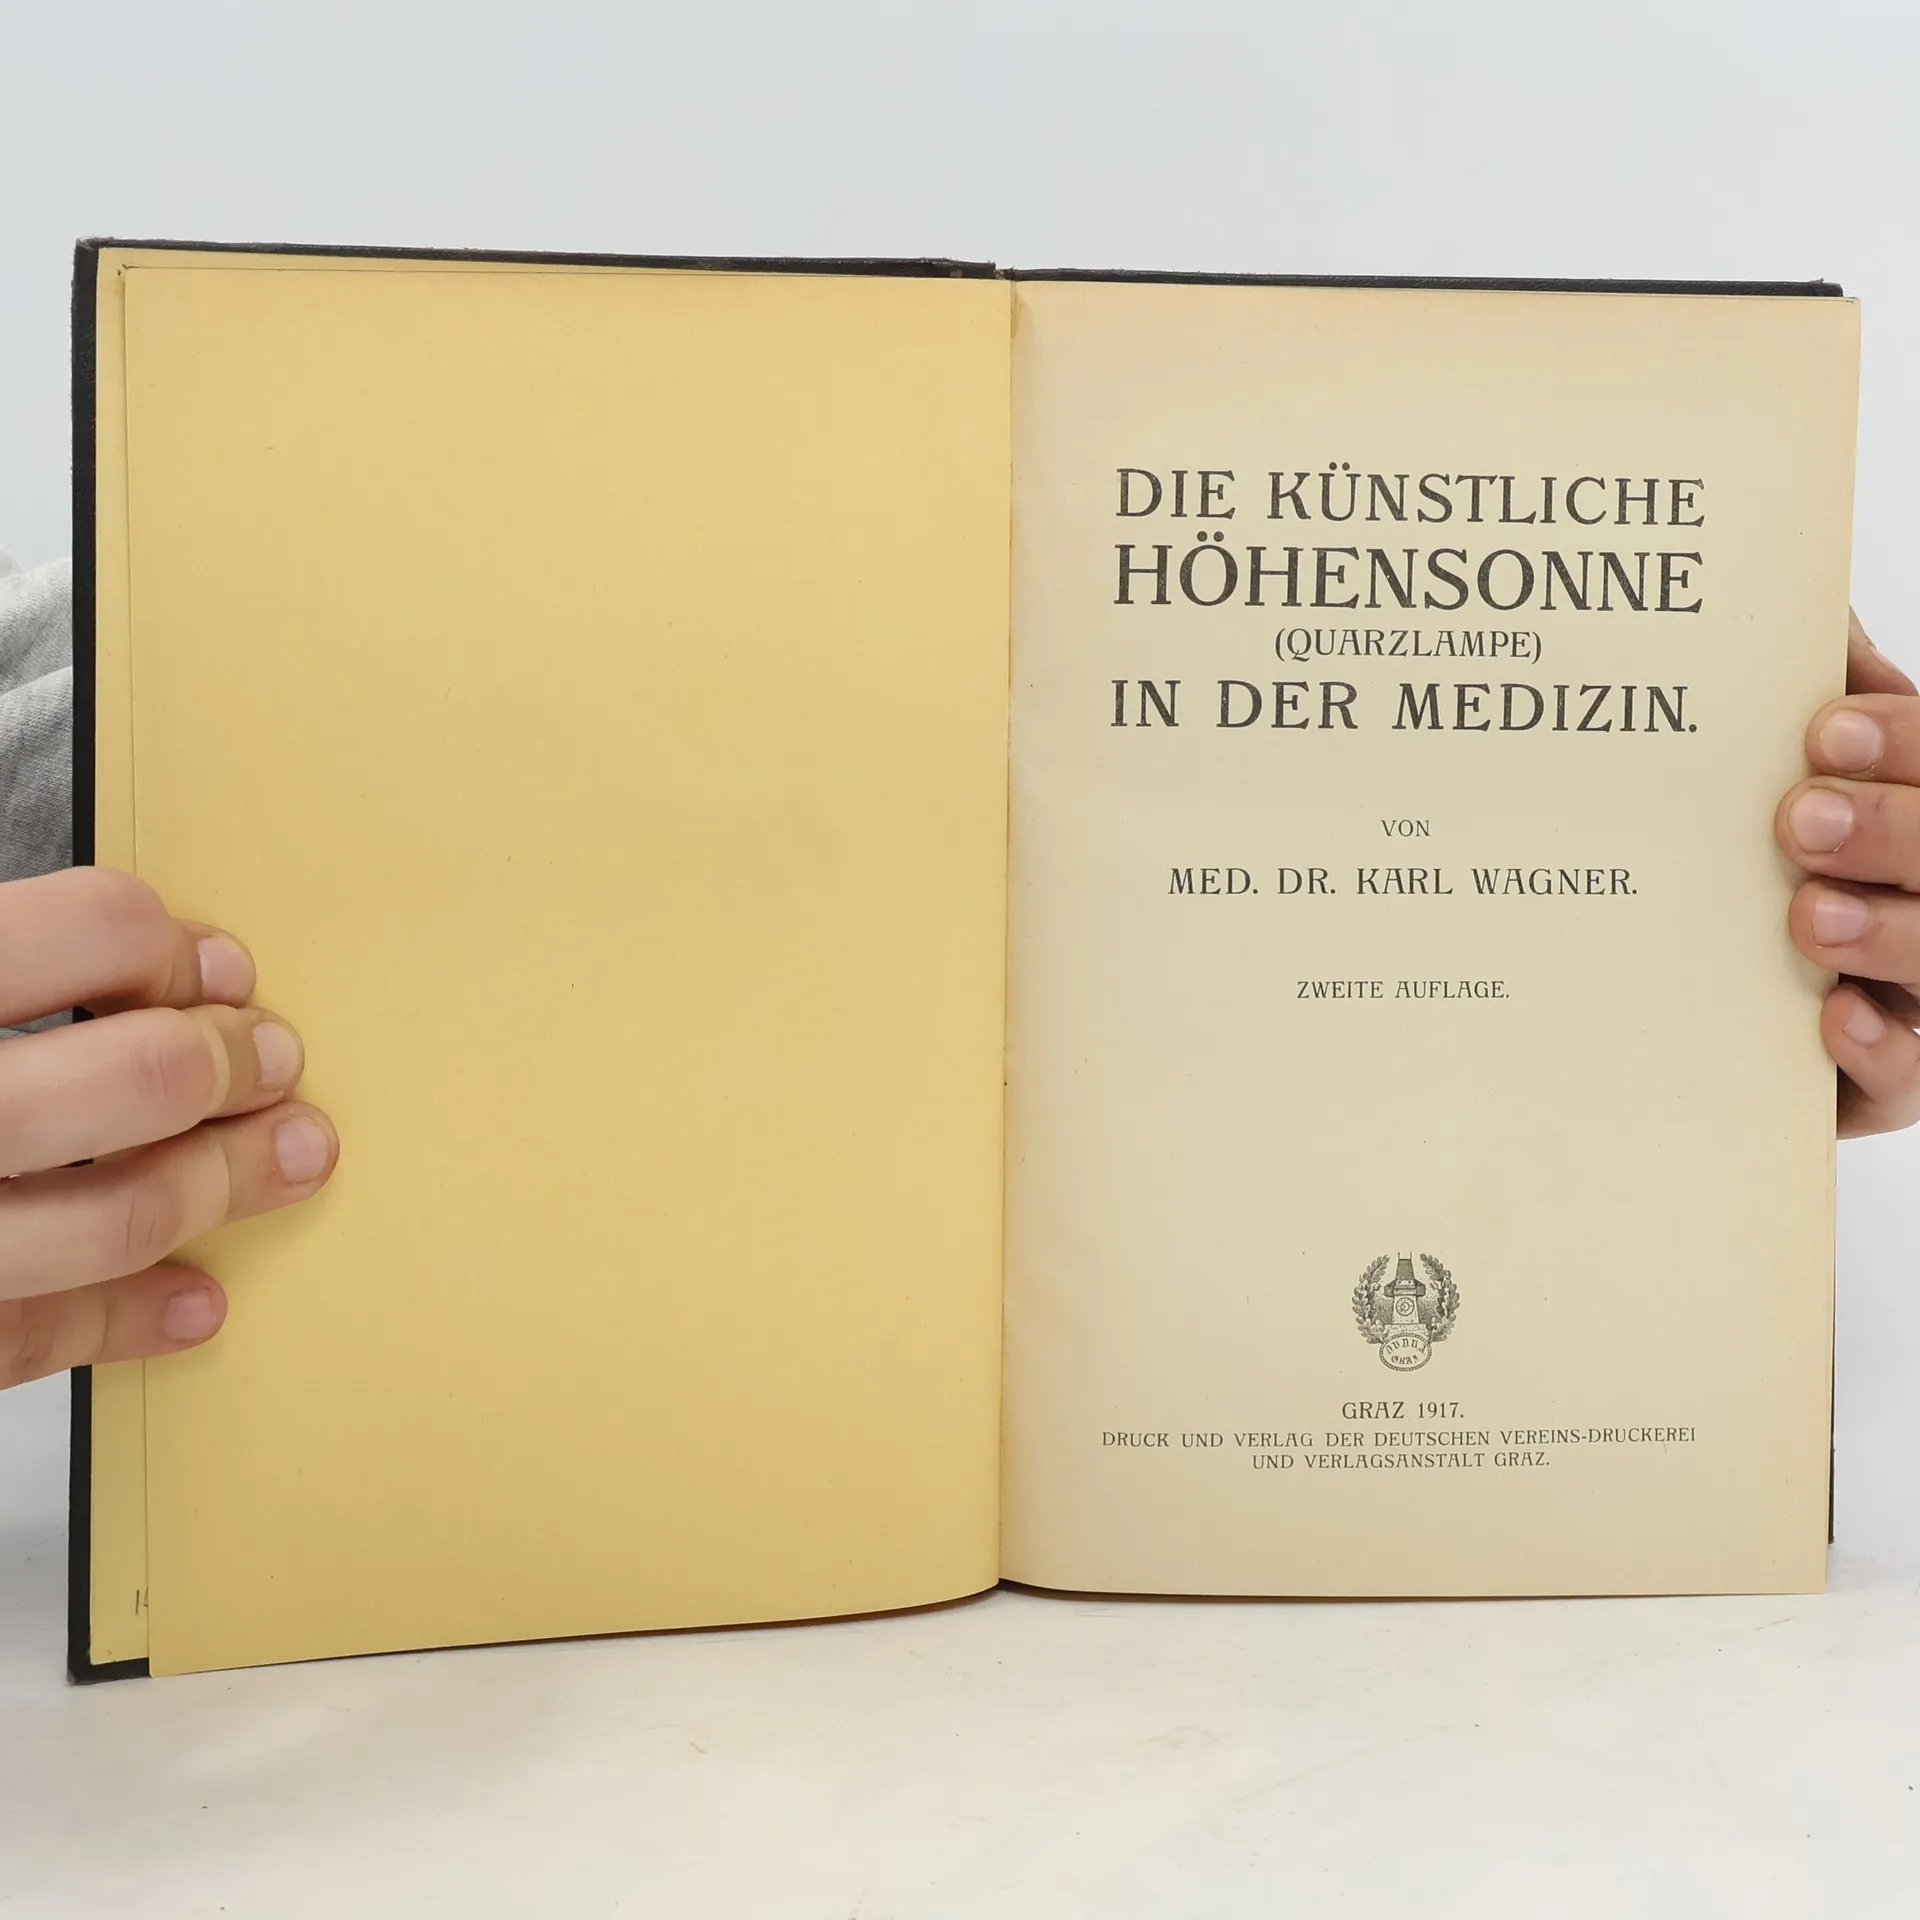 DIE KÜNSTLICHE
HÖHENSONNE
(QUARZLAMPE)
IN DER MEDIZIN.
VON
MED. DR. KARL WAGNER.
ZWEITE AUFLAGE.
GRAZ
GRAZ 1917.
DRUCK UND VERLAG DER DEUTSCHEN VEREINS-DRUCKEREI
UND VERLAGSANSTALT GRAZ.